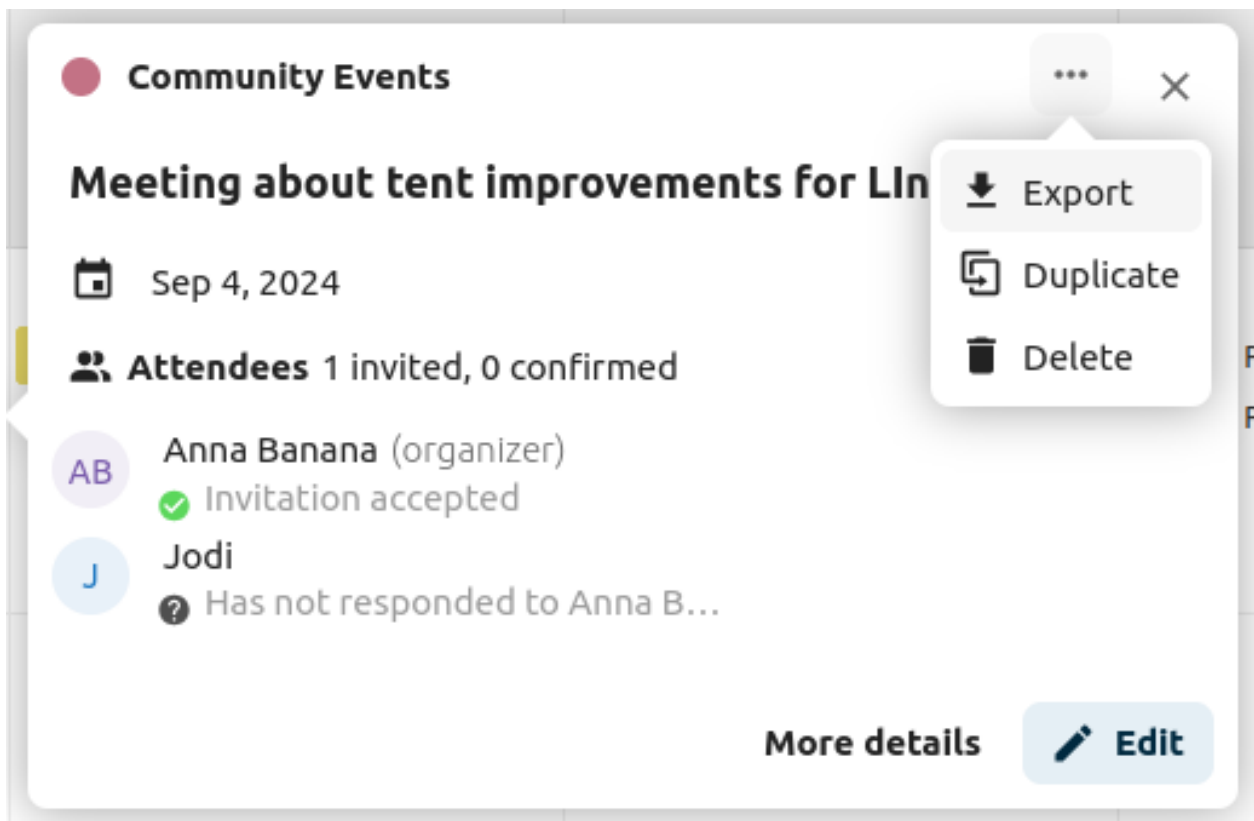 Community Events
Meeting about tent improvements for LIn
Export
Sep 4, 2024
Duplicate
Attendees 1 invited, 0 confirmed
Delete
AB
Anna Banana (organizer)
Invitation accepted
J
Jodi
Has not responded to Anna B…
More details
Edit